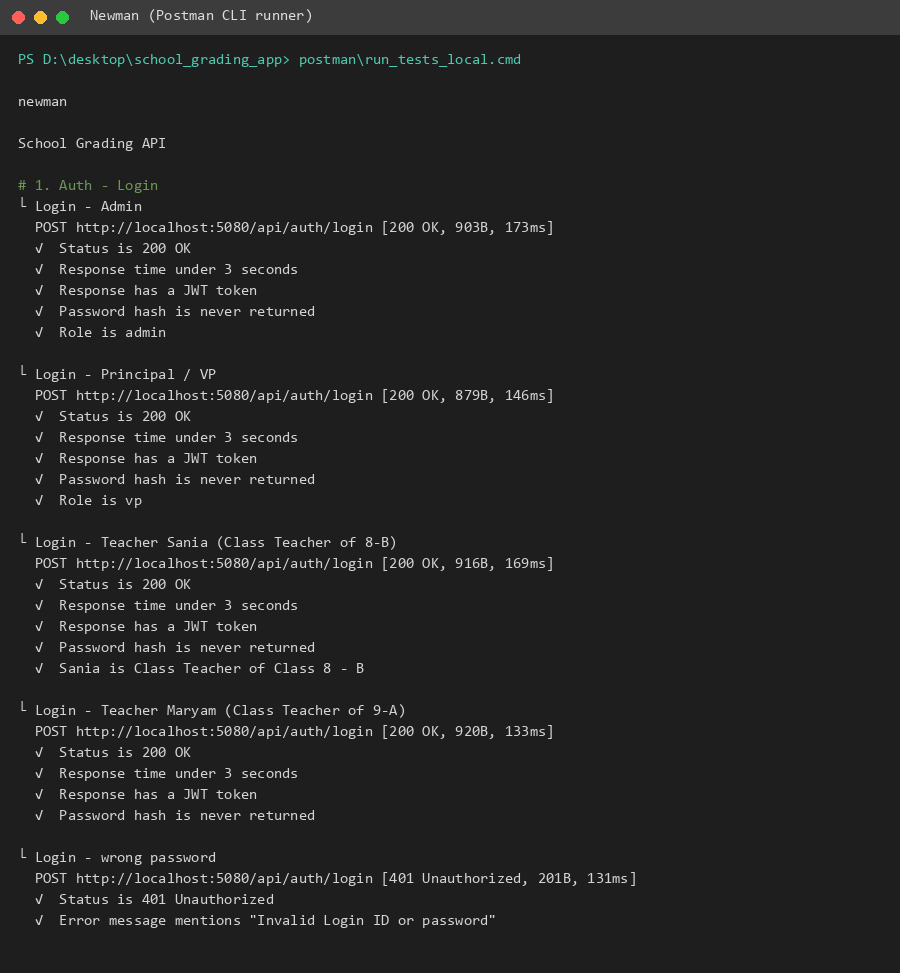 Newman (Postman CLI runner)
PS D:\desktop\school_grading_app> postman\run_tests_local.cmd
newman
School Grading API
# 1. Auth - Login
└ Login - Admin
POST http://localhost:5080/api/auth/login [200 OK, 903B, 173ms]
√ Status is 200 OK
√ Response time under 3 seconds
√ Response has a JWT token
√ Password hash is never returned
√ Role is admin
└ Login - Principal / VP
POST http://localhost:5080/api/auth/login [200 OK, 879B, 146ms]
√ Status is 200 OK
√ Response time under 3 seconds
√ Response has a JWT token
√ Password hash is never returned
√ Role is vp
└ Login - Teacher Sania (Class Teacher of 8-B)
POST http://localhost:5080/api/auth/login [200 OK, 916B, 169ms]
√ Status is 200 OK
√ Response time under 3 seconds
√ Response has a JWT token
√ Password hash is never returned
√ Sania is Class Teacher of Class 8 - B
└ Login - Teacher Maryam (Class Teacher of 9-A)
POST http://localhost:5080/api/auth/login [200 OK, 920B, 133ms]
√ Status is 200 OK
√ Response time under 3 seconds
√ Response has a JWT token
√ Password hash is never returned
└ Login - wrong password
POST http://localhost:5080/api/auth/login [401 Unauthorized, 201B, 131ms]
√ Status is 401 Unauthorized
√ Error message mentions "Invalid Login ID or password"